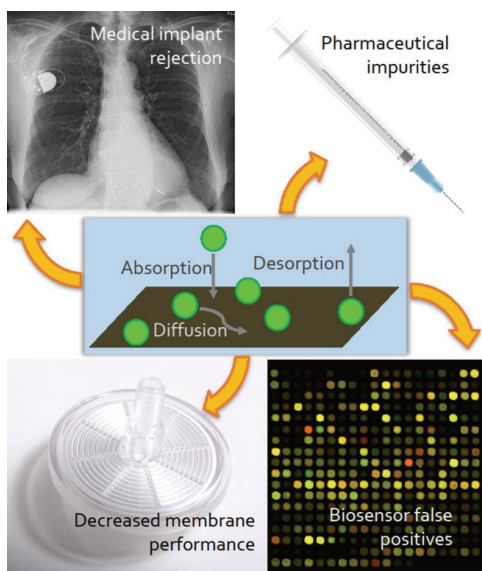 Medical implant
rejection
Pharmaceutical
impurities
Absorption
Desorption
Diffusion
Decreased membrane
performance
Biosensor false
positives